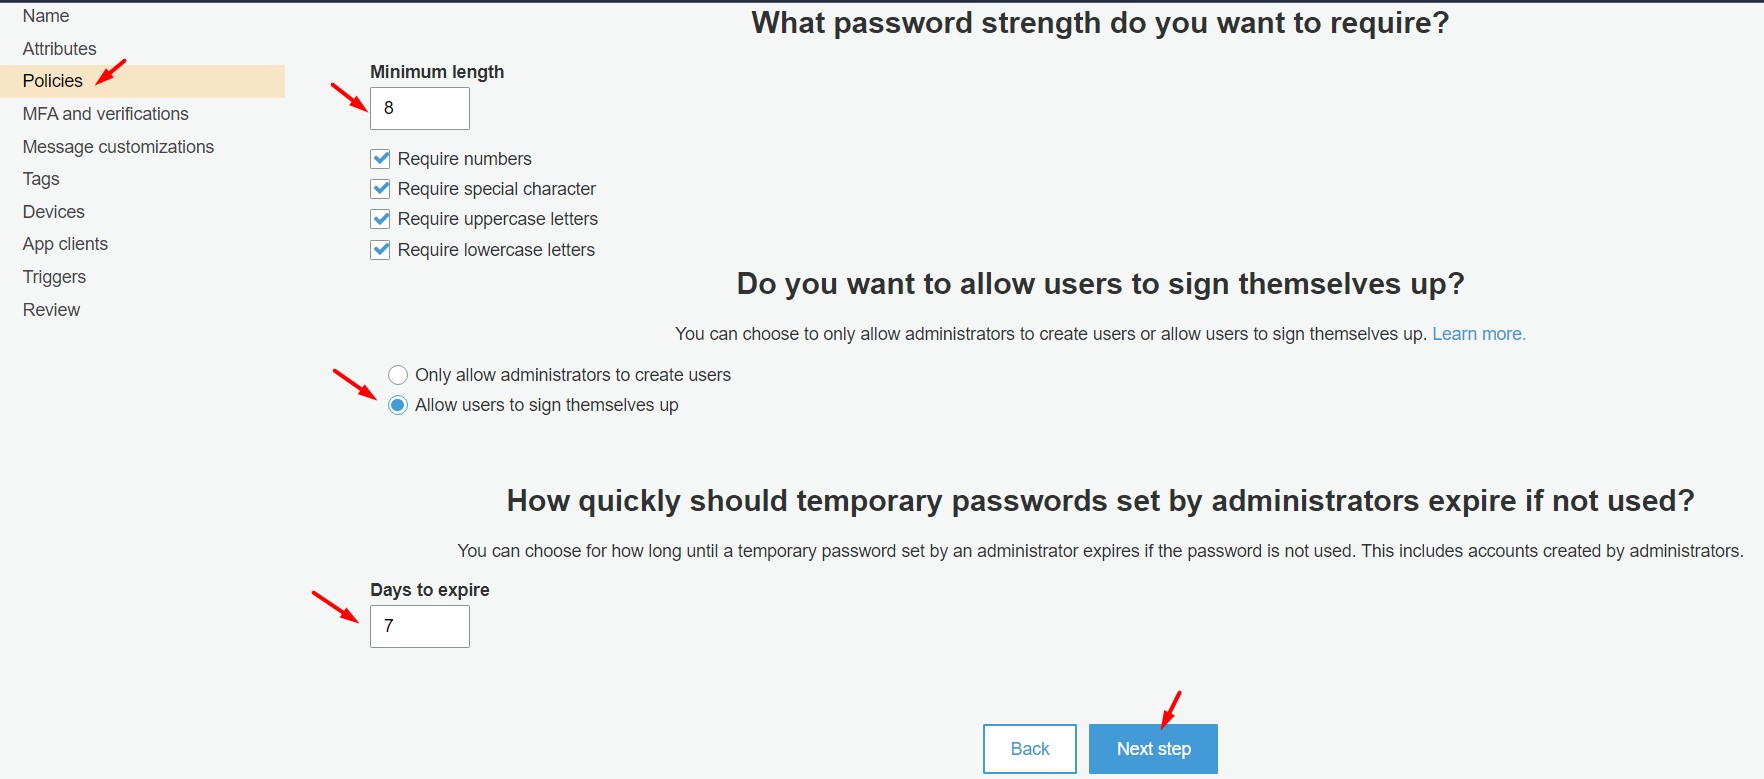 Name
Attributes
Policies
MFA and verifications
Message customizations
Tags
Devices
App clients
Triggers
Review
What password strength do you want to require?
Minimum length
8
Require numbers
Require special character
Require uppercase letters
Require lowercase letters
Do you want to allow users to sign themselves up?
You can choose to only allow administrators to create users or allow users to sign themselves up. Learn more.
Only allow administrators to create users
Allow users to sign themselves up
How quickly should temporary passwords set by administrators expire if not used?
You can choose for how long until a temporary password set by an administrator expires if the password is not used. This includes accounts created by administrators.
Days to expire
7
Back
Next step